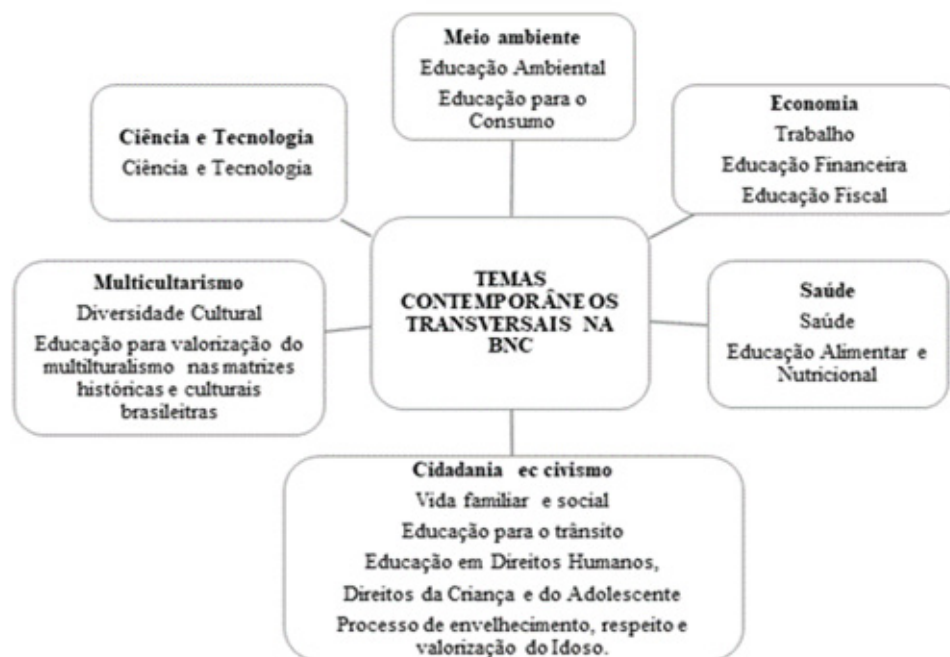 Meio ambiente
Educação Ambiental
Educação para o
Consumo
Ciência e Tecnologia
Ciência e Tecnologia
Economia
Trabalho
Educação Financeira
Educação Fiscal
TEMAS
CONTEMPORÂNEOS
TRANSVERSAIS NA
BNC
Multicultarismo
Diversidade Cultural
Educação para valorização do
multilturalismo nas matrizes
históricas e culturais
brasileitras
Saúde
Saúde
Educação Alimentar e
Nutricional
Cidadania ec civismo
Vida familiar e social
Educação para o trânsito
Educação em Direitos Humanos,
Direitos da Criança e do Adolescente
Processo de envelhecimento, respeito e
valorização do Idoso.